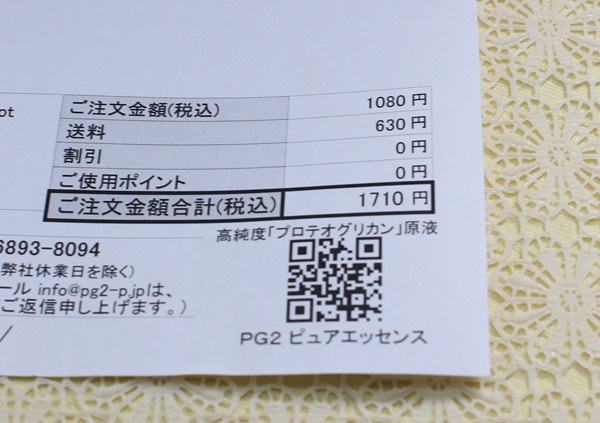 pt
ご注文金額(税込) 1080 円
送料 630 円
割引 0 円
ご使用ポイント 0 円
ご注文金額合計(税込) 1710 円
6893-8094
弊社休業日を除く)
ール info@pg2-p.jpは、
ご返信申し上げます。)
/
高純度「プロテオグリカン」原液
PG2 ピュアエッセンス